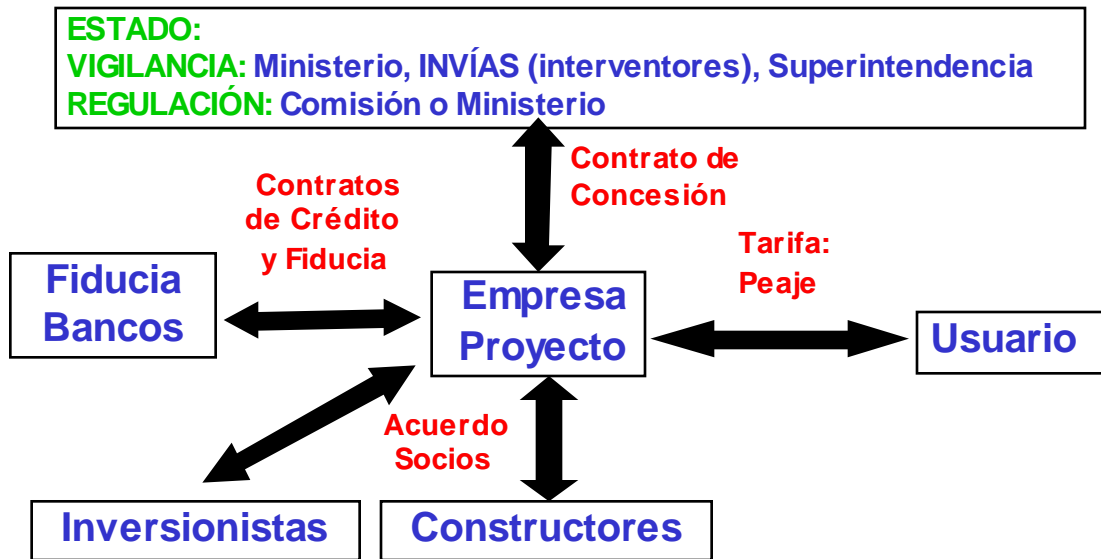 ESTADO:
VIGILANCIA: Ministerio, INVÍAS (interventores), Superintendencia
REGULACIÓN: Comisión o Ministerio
Contrato de
Concesión
Contratos
de Crédito
y Fiducia
Tarifa:
Peaje
Fiducia
Bancos
Empresa
Proyecto
Usuario
Acuerdo
Socios
Inversionistas
Constructores